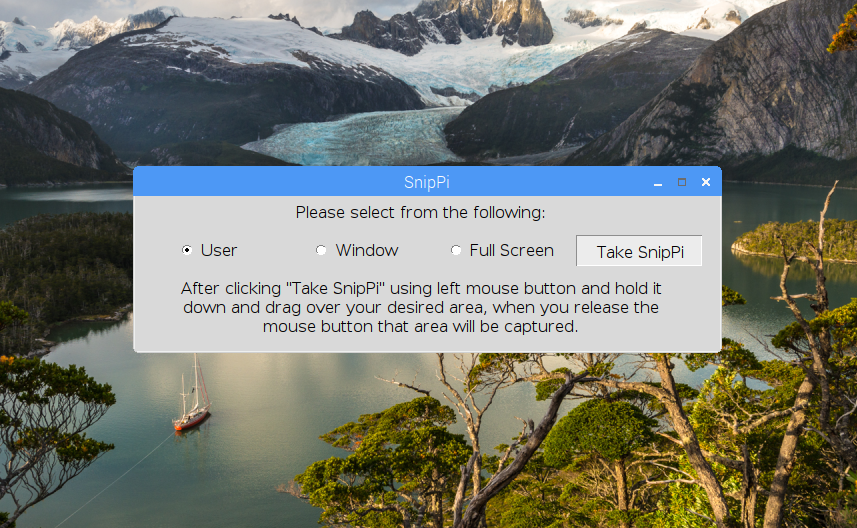 SnipPi
Please select from the following:
User Window Full Screen Take SnipPi
After clicking "Take SnipPi" using left mouse button and hold it
down and drag over your desired area, when you release the
mouse button that area will be captured.